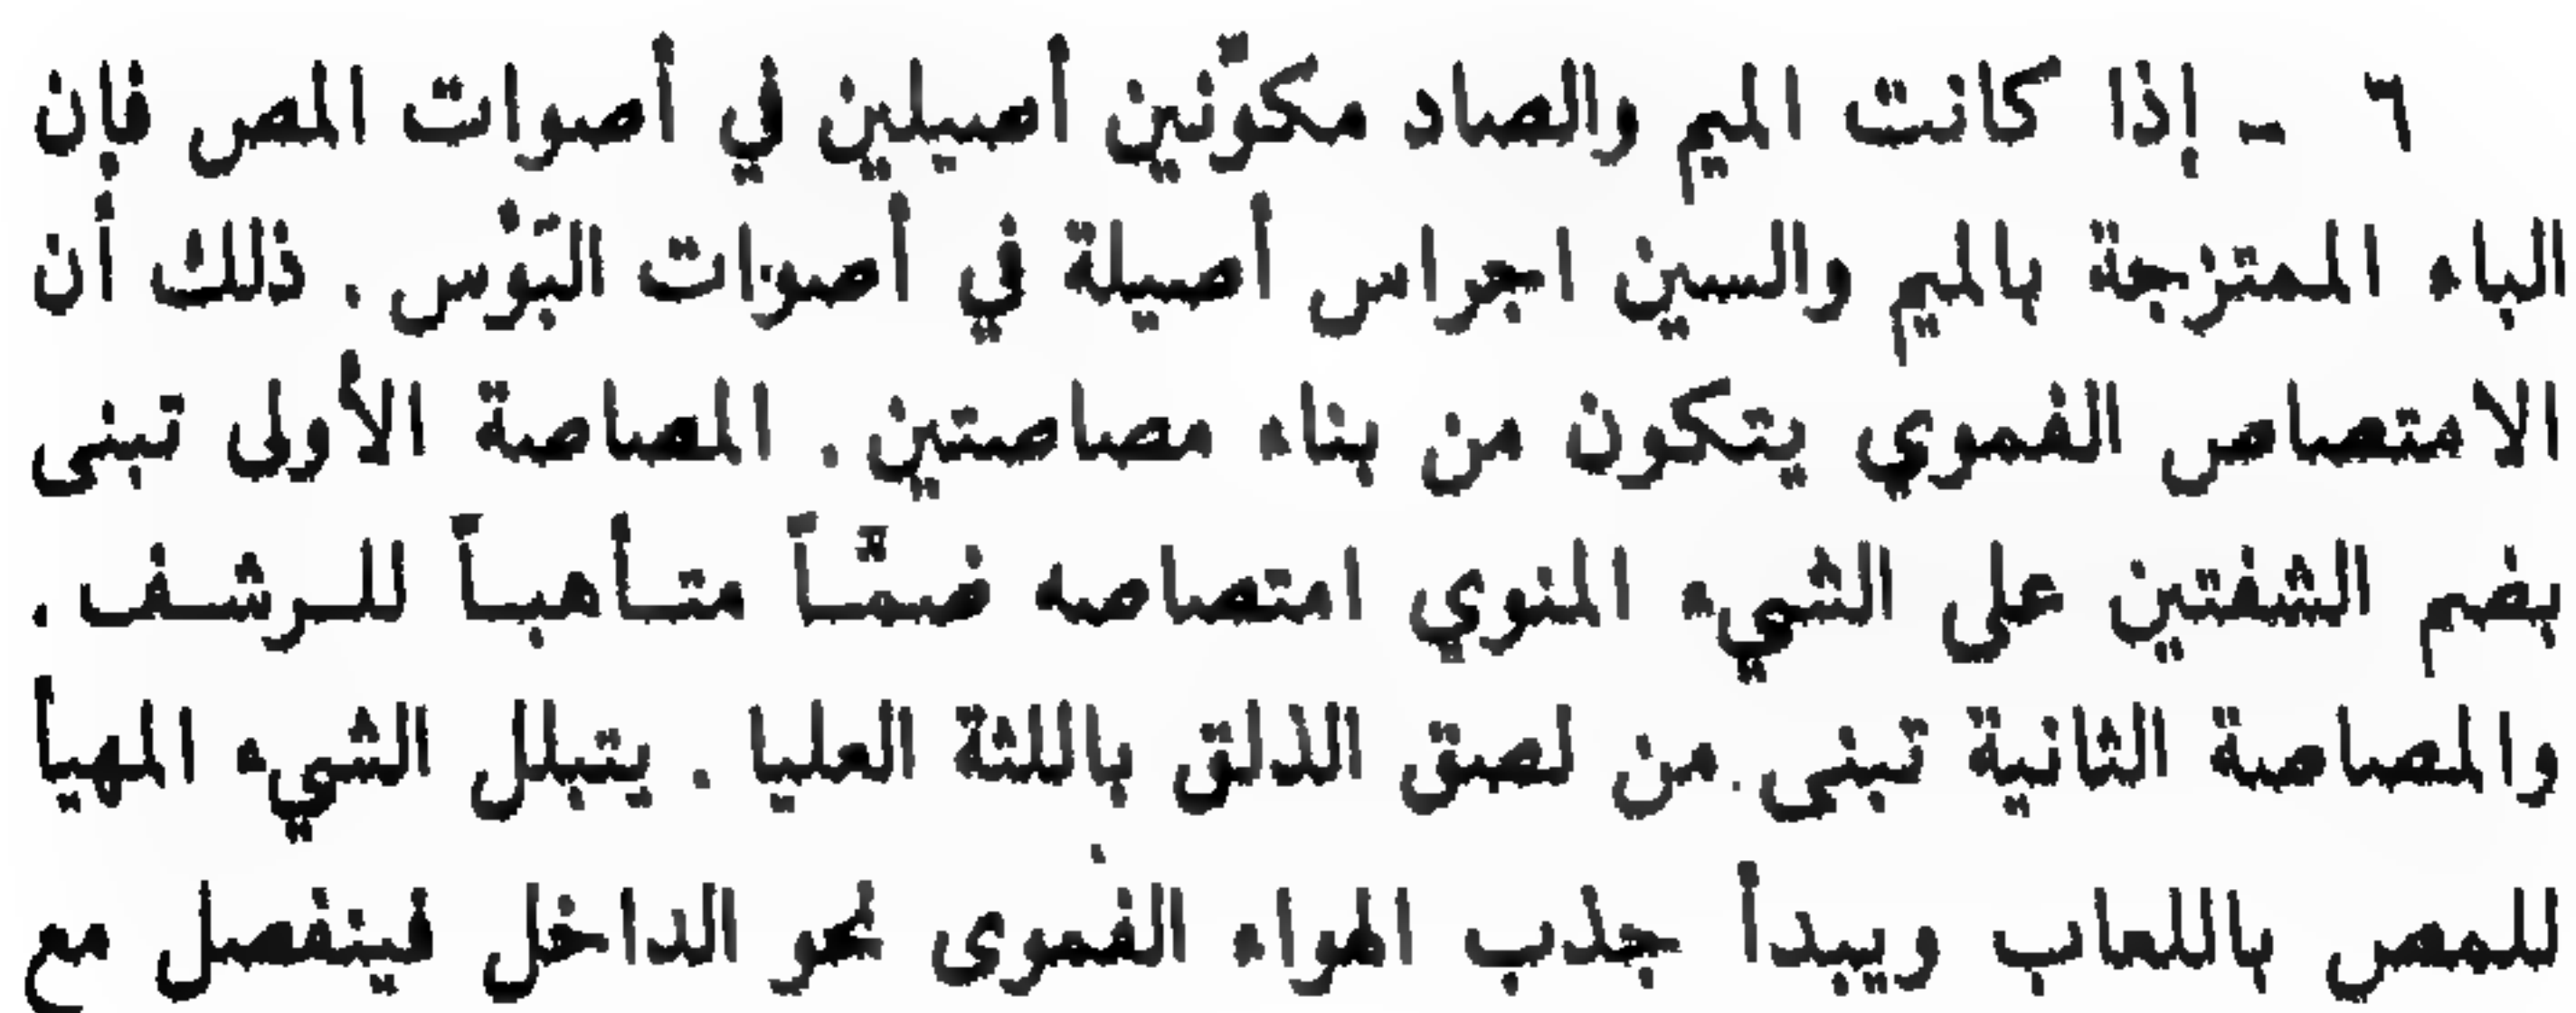 ٦ - إذا كانت الميم والصاد مكوّنين أصيلين في أصوات المص فإن
الباء الممتزجة بالميم والسين اجراس أصيلة في أصوات البَوْس . ذلك أن
الامتصاص الفموي يتكون من بناء مصاصتين . المصاصة الأولى تبنى
بضم الشفتين على الشيء المنوي امتصاصه ضمّـاً متـأهبـاً للـرشـف .
والمصاصة الثانية تبنى من لصق الذلق باللثة العليا . يتبلل الشيء المهيأ
للمص باللعاب ويبدأ جذب الهواء الفموى نحو الداخل فينفصل مع